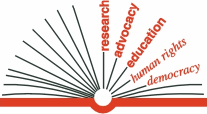 research
advocacy
education
human rights
democracy